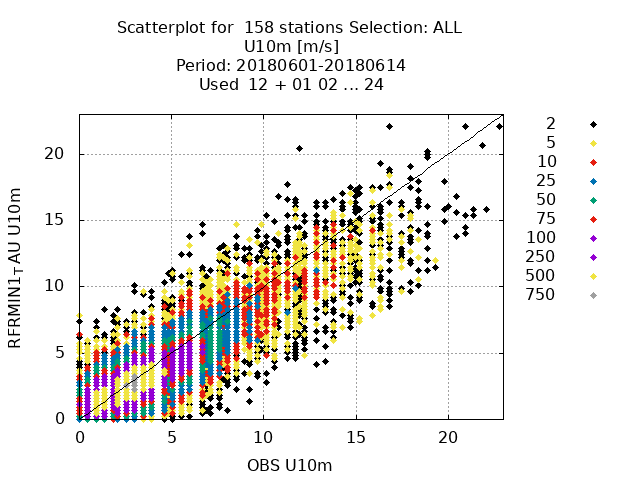 Scatterplot for  158 stations Selection: ALL
U10m [m/s]
Period: 20180601-20180614
Used  12 + 01 02 ... 24
RFRMIN1T AU U10m
20
15
10
5
0
0 5 10 15 20
OBS U10m
2
5
10
25
50
75
100
250
500
750